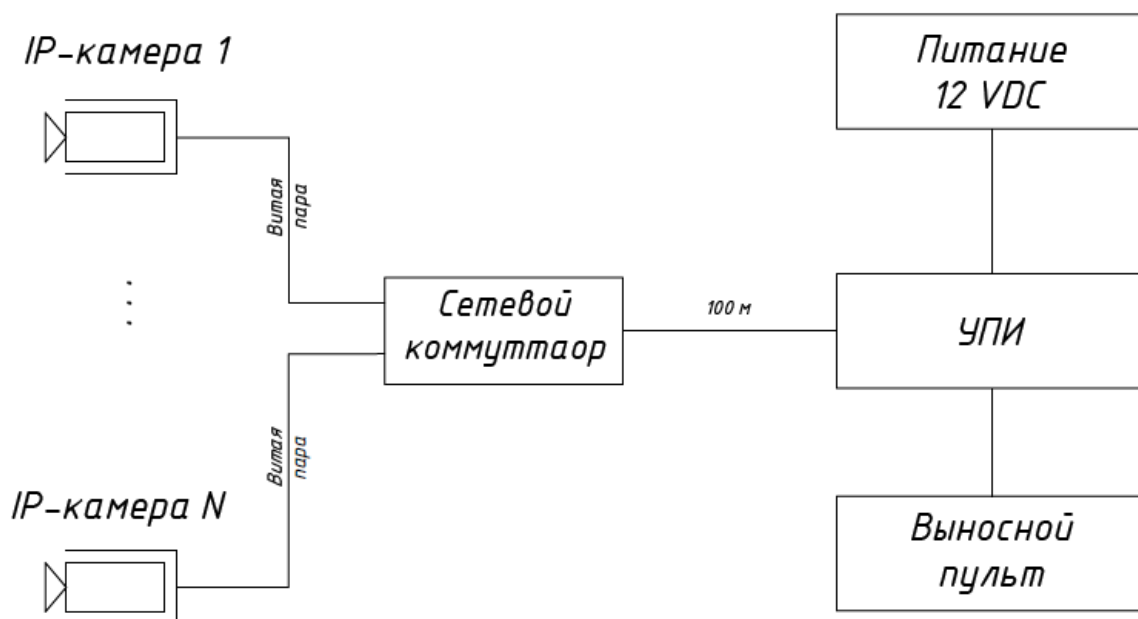 IP-камера 1
Питание
12 VDC
Витая
пара
Сетевой
коммуттаор
100 м
УПИ
Витая
пара
IP-камера N
Выносной
пульт